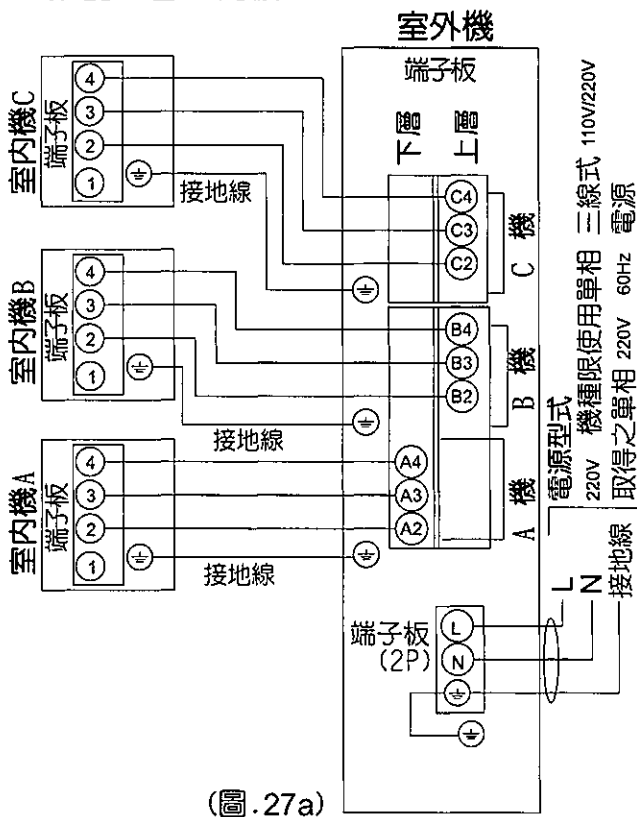 室外機
端子板
下層
上層
室內機C
端子板
4
3
2
1
接地線
C4
C3
C2
C 機
室內機B
端子板
4
3
2
1
接地線
B4
B3
B2
B 機
室內機A
端子板
4
3
2
1
接地線
A4
A3
A2
A 機
端子板
(2P)
L
N
L
N
接地線
電源型式
220V 機種限使用單相 三線式 110V/220V
取得之單相 220V 60Hz 電源
(圖.27a)